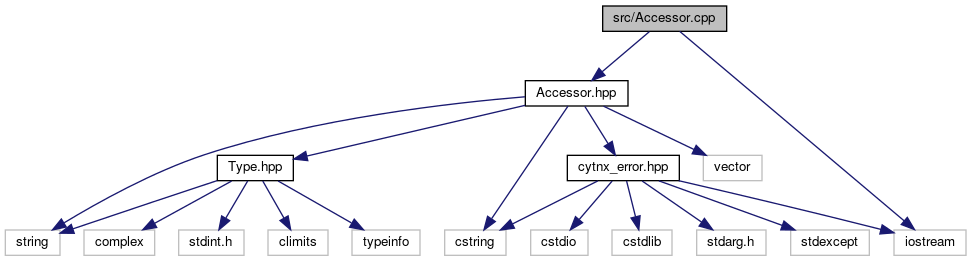 src/Accessor.cpp
Accessor.hpp
Type.hpp
cytnx_error.hpp
vector
string
complex
stdint.h
climits
typeinfo
cstring
cstdio
cstdlib
stdarg.h
stdexcept
iostream